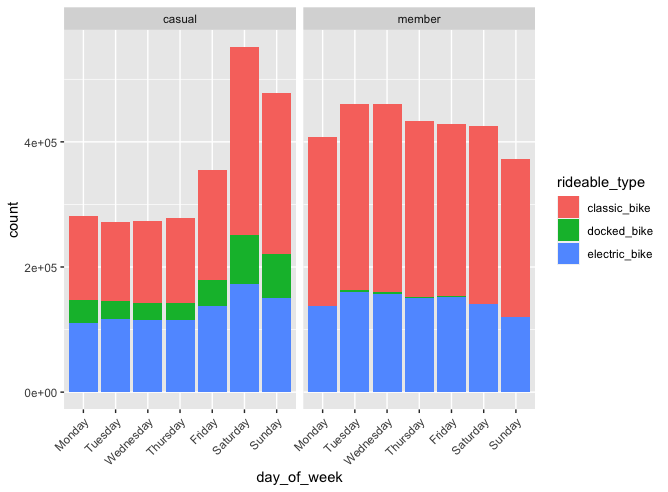 casual
member
count
4e+05
2e+05
0e+00
Monday
Tuesday
Wednesday
Thursday
Friday
Saturday
Sunday
Monday
Tuesday
Wednesday
Thursday
Friday
Saturday
Sunday
day_of_week
rideable_type
classic_bike
docked_bike
electric_bike